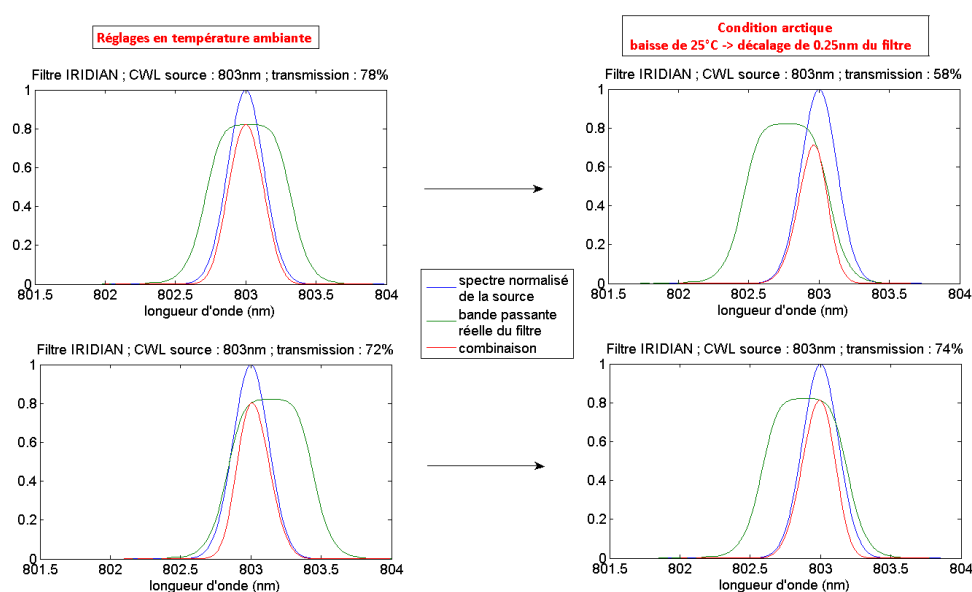 Réglages en température ambiante
Condition arctique
baisse de 25°C -> décalage de 0.25nm du filtre
Filtre IRIDIAN ; CWL source : 803nm ; transmission : 78%
1
0.8
0.6
0.4
0.2
0
801.5 802 802.5 803 803.5 804
longueur d'onde (nm)
Filtre IRIDIAN ; CWL source : 803nm ; transmission : 58%
1
0.8
0.6
0.4
0.2
0
801.5 802 802.5 803 803.5 804
longueur d'onde (nm)
spectre normalisé
de la source
bande passante
réelle du filtre
combinaison
Filtre IRIDIAN ; CWL source : 803nm ; transmission : 72%
1
0.8
0.6
0.4
0.2
0
801.5 802 802.5 803 803.5 804
longueur d'onde (nm)
Filtre IRIDIAN ; CWL source : 803nm ; transmission : 74%
1
0.8
0.6
0.4
0.2
0
801.5 802 802.5 803 803.5 804
longueur d'onde (nm)